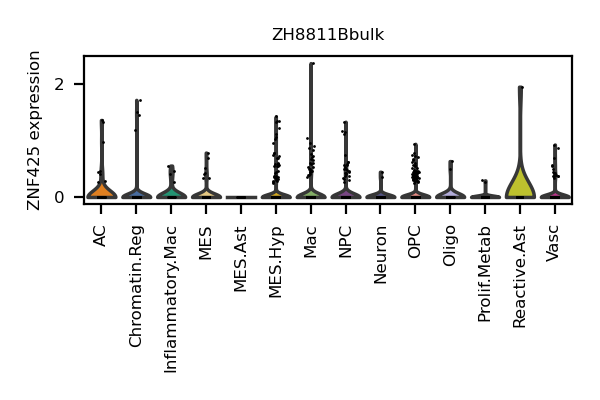 ZH8811Bbulk
ZNF425 expression
2
0
AC
Chromatin.Reg
Inflammatory.Mac
MES
MES.Ast
MES.Hyp
Mac
NPC
Neuron
OPC
Oligo
Prolif.Metab
Reactive.Ast
Vasc